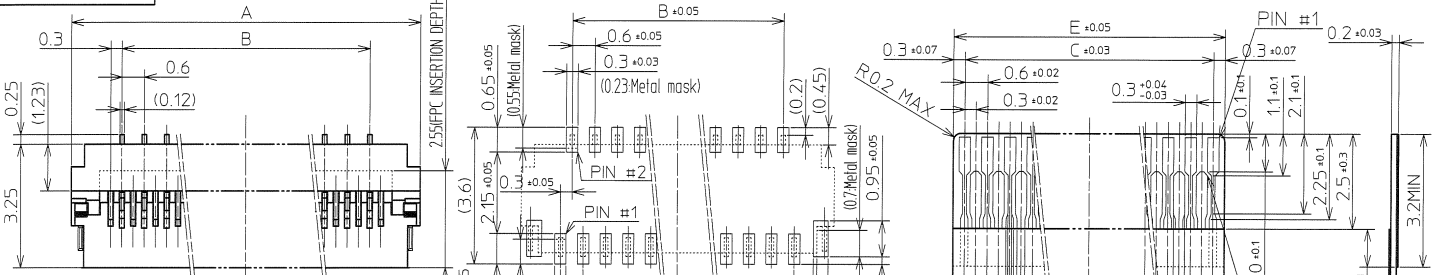 A
0.3
B
0.6
(0.12)
0.25
(1.23)
3.25
2.55(FPC INSERTION DEPTH
B ±0.05
0.6 ±0.05
0.3 ±0.03
(0.23:Metal mask)
0.65 ±0.05
(0.55:Metal mask)
(0.2)
(0.45)
(3.6)
2.15 ±0.05
0.3 ±0.05
PIN #2
PIN #1
(0.7:Metal mask)
0.95 ±0.05
E ±0.05
PIN #1
0.3 ±0.07
C ±0.03
0.3 ±0.07
0.6 ±0.02
0.3 ±0.02
0.3 +0.04 -0.03
R0.2 MAX
0.1 ±0.1
1.1 ±0.1
2.1 ±0.1
2.25 ±0.1
2.5 ±0.3
0.2 ±0.03
3.2MIN